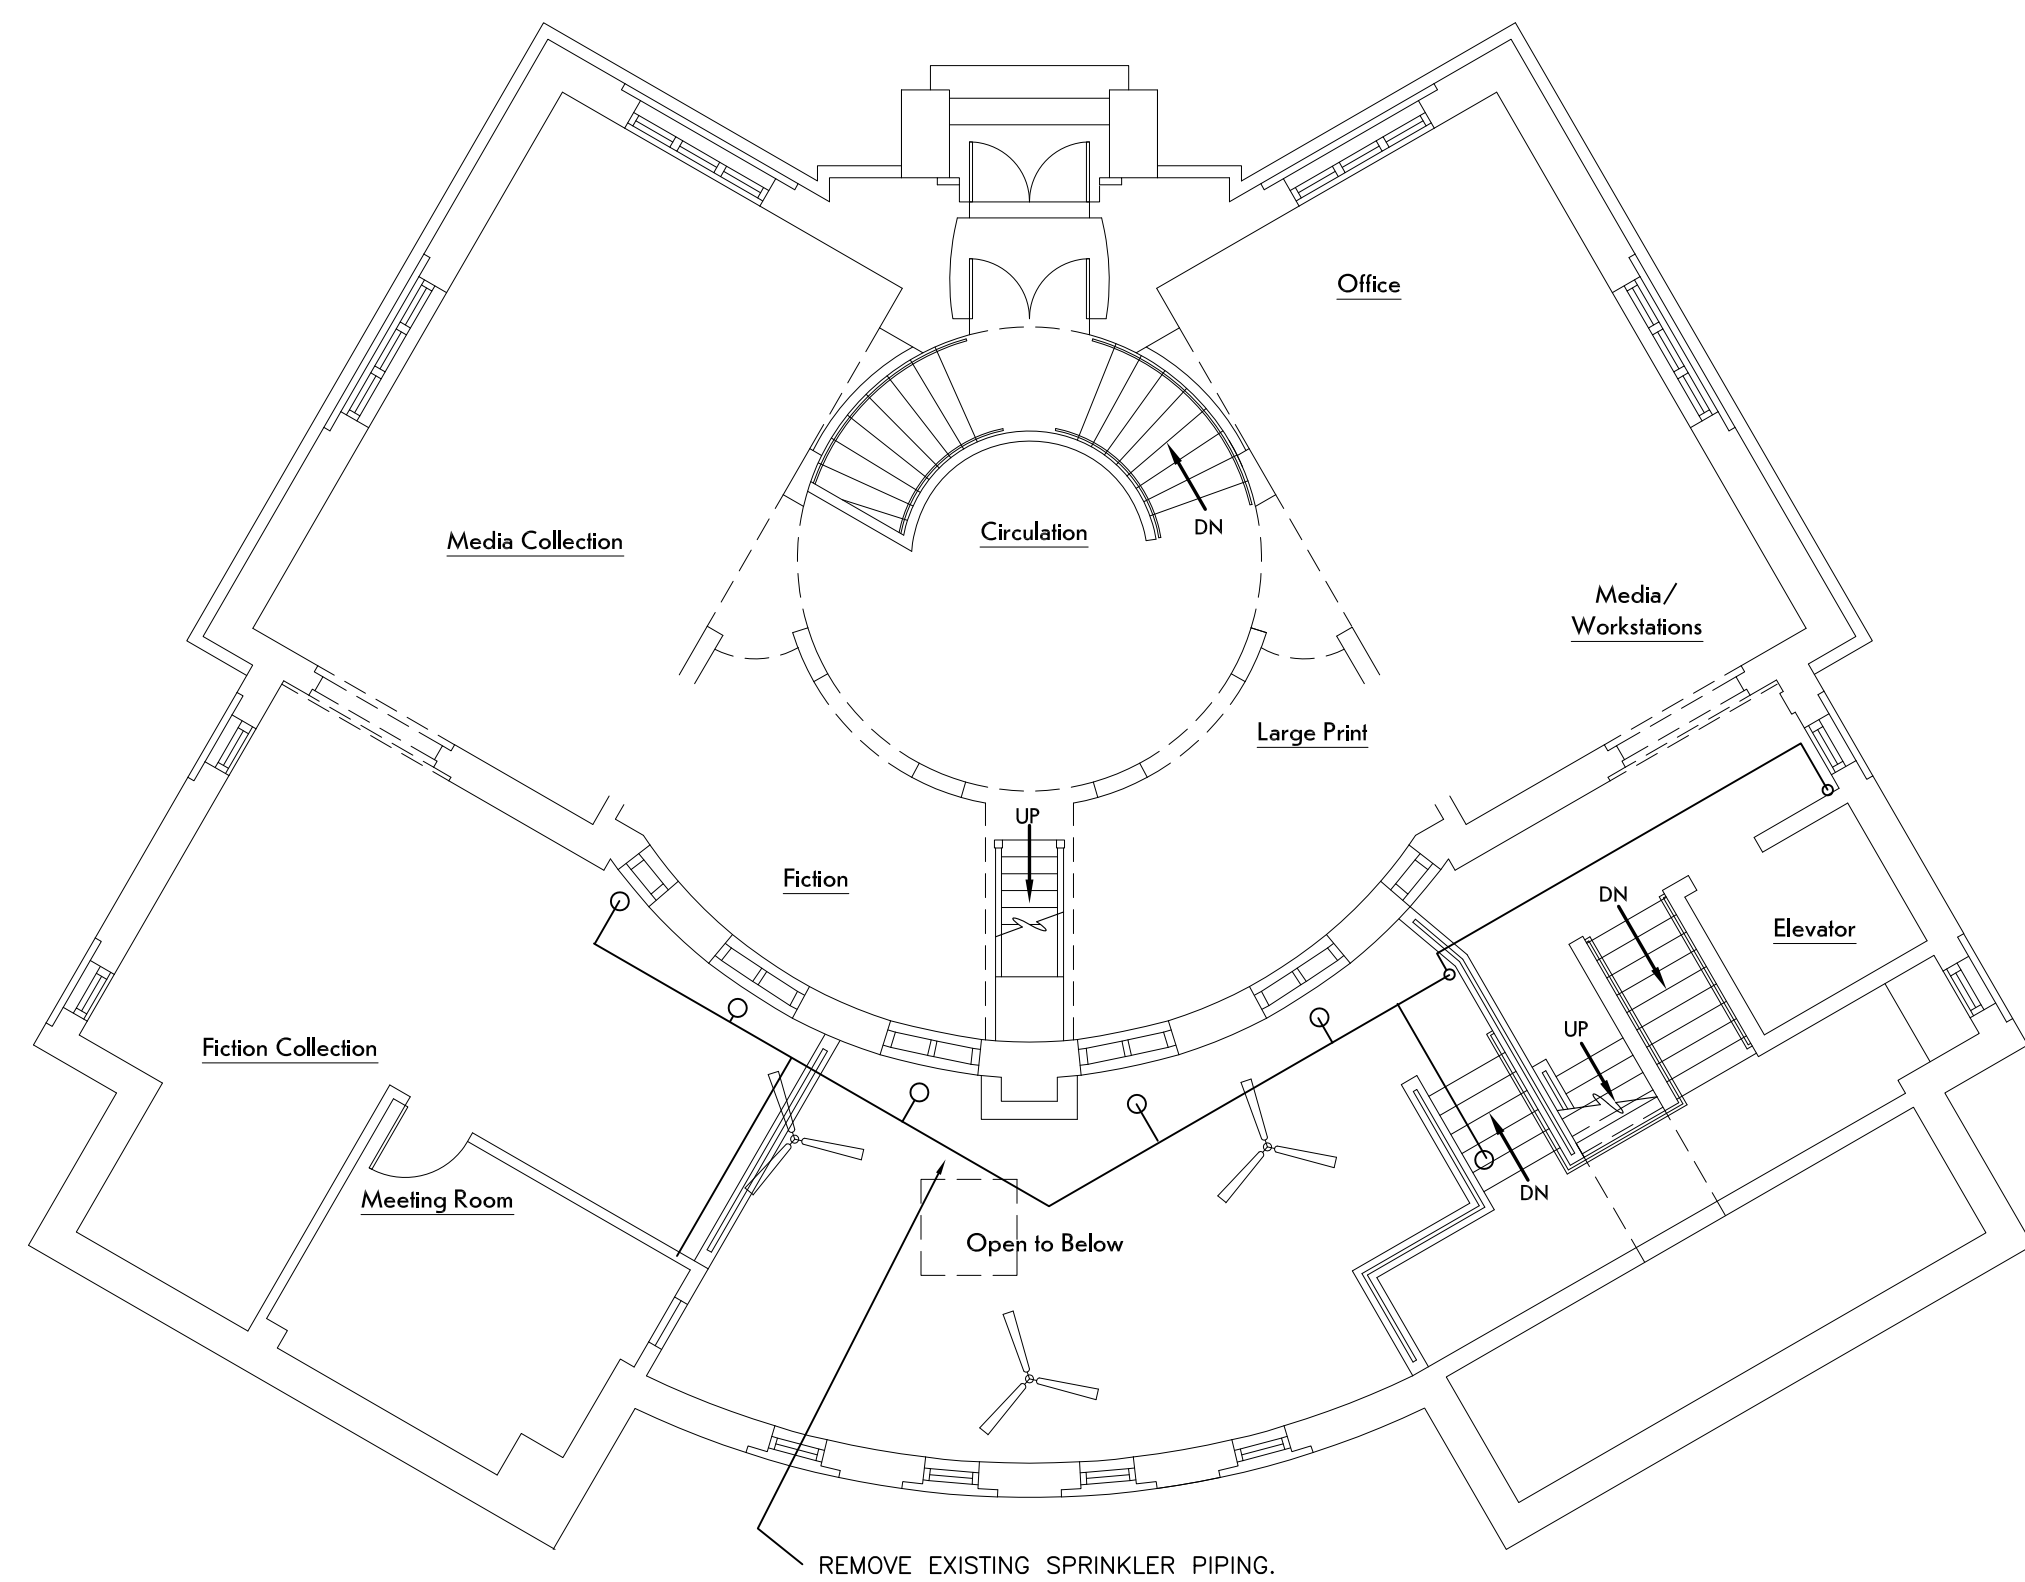 Office
Media Collection
Circulation
DN
Media/
Workstations
Large Print
UP
Fiction
DN
Elevator
Fiction Collection
UP
Meeting Room
DN
Open to Below
REMOVE EXISTING SPRINKLER PIPING.